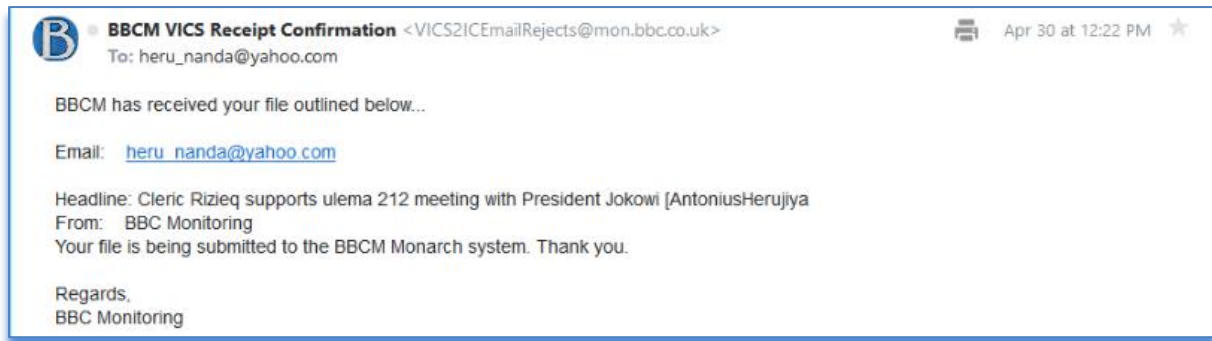 B
BBCM VICS Receipt Confirmation <VICS2ICEmailRejects@mon.bbc.co.uk> Apr 30 at 12:22 PM
To: heru_nanda@yahoo.com
BBCM has received your file outlined below...
Email: heru_nanda@yahoo.com
Headline: Cleric Rizieq supports ulema 212 meeting with President Jokowi [AntoniusHerujiya
From: BBC Monitoring
Your file is being submitted to the BBCM Monarch system. Thank you.
Regards,
BBC Monitoring